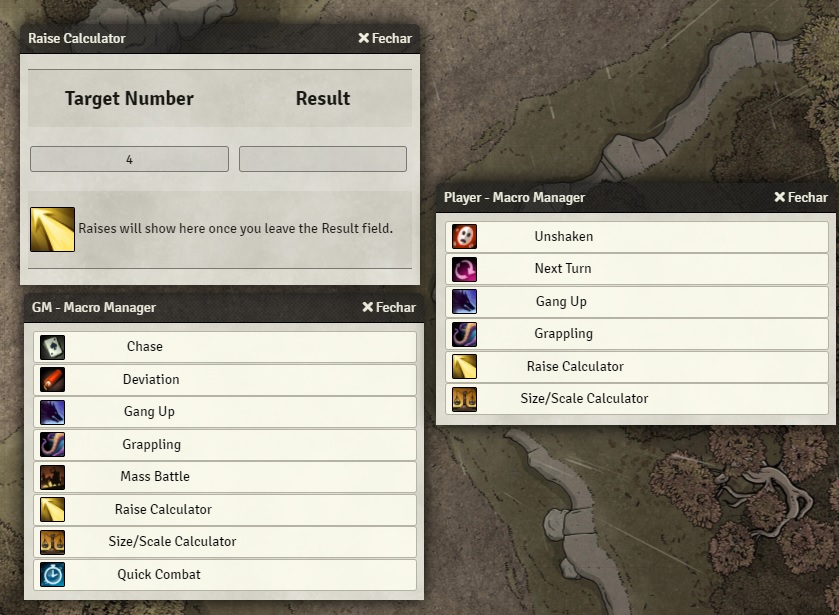 Raise Calculator
Fechar
Target Number
Result
4
Raises will show here once you leave the Result field.
GM - Macro Manager
Fechar
Chase
Deviation
Gang Up
Grappling
Mass Battle
Raise Calculator
Size/Scale Calculator
Quick Combat
Player - Macro Manager
Fechar
Unshaken
Next Turn
Gang Up
Grappling
Raise Calculator
Size/Scale Calculator